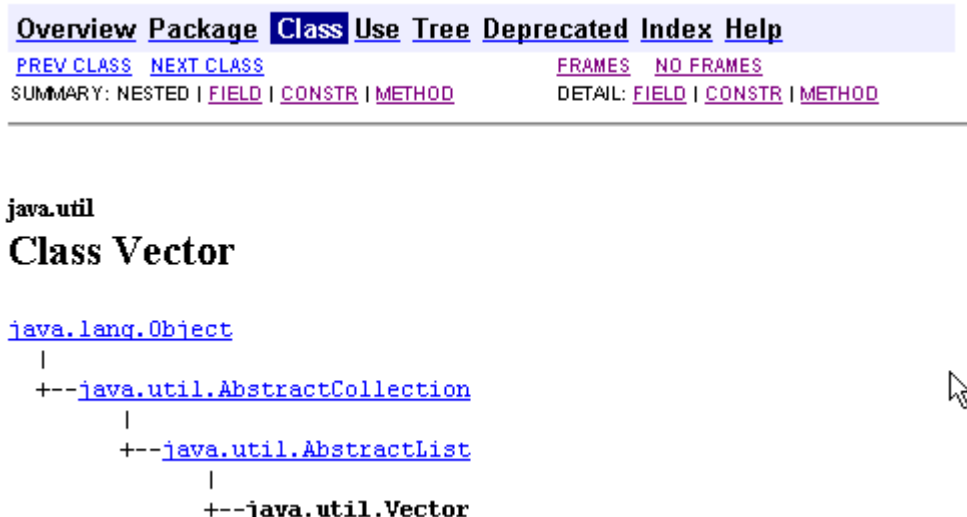 Overview Package Class Use Tree Deprecated Index Help
PREV CLASS NEXT CLASS FRAMES NO FRAMES
SUMMARY: NESTED | FIELD | CONSTR | METHOD DETAIL: FIELD | CONSTR | METHOD
java.util
Class Vector
java.lang.Object
|
+--java.util.AbstractCollection
|
+--java.util.AbstractList
|
+--java.util.Vector